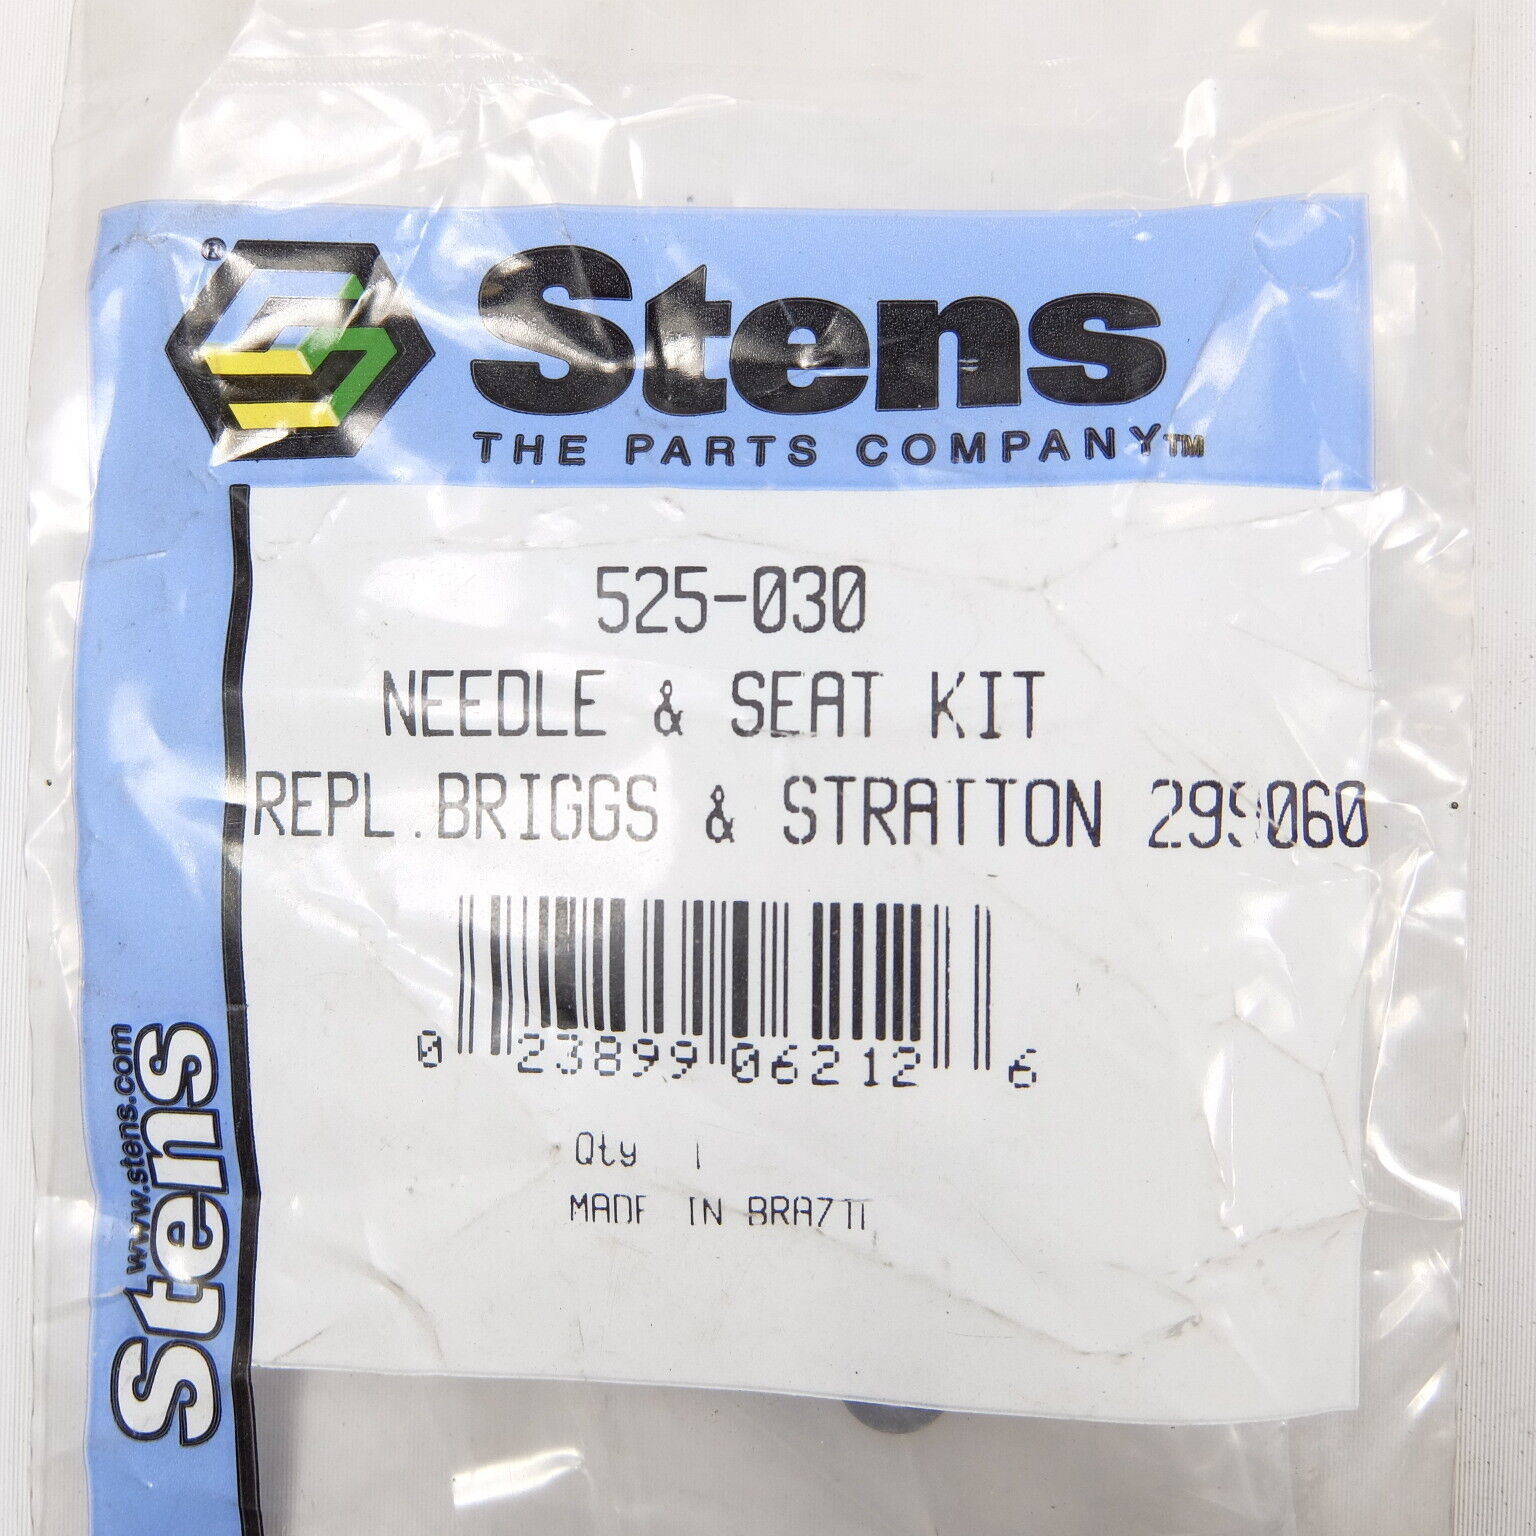 ®
Stens
THE PARTS COMPANY™
525-030
NEEDLE & SEAT KIT
REPL.BRIGGS & STRATTON 299060
0 23899 06212 6
Qty 1
MADE IN BRAZIL
www.stens.com
Stens